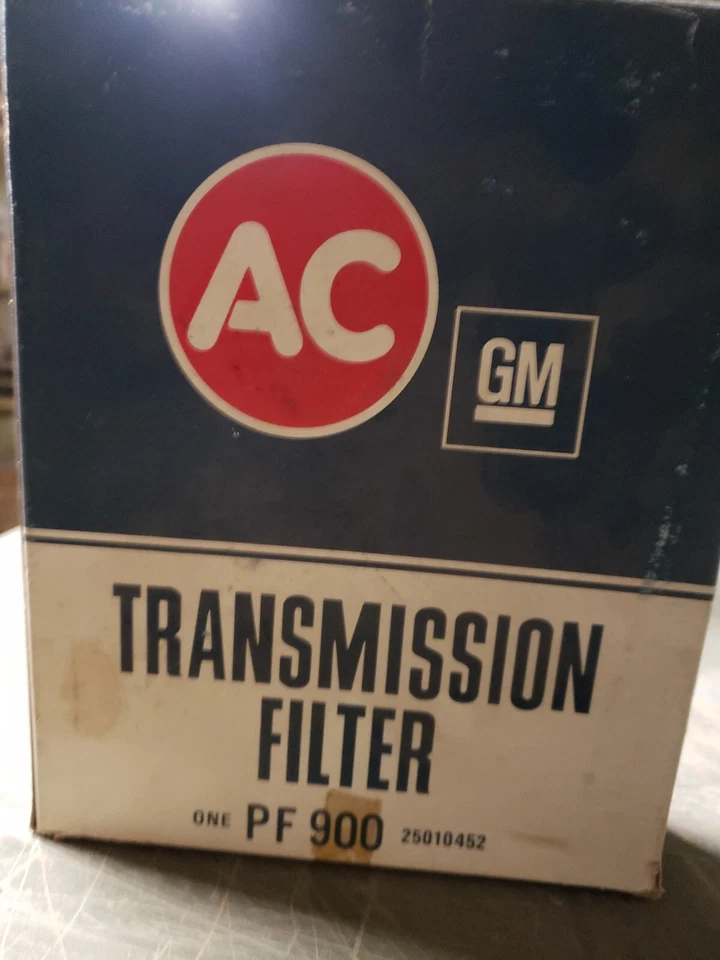 AC
GM
TRANSMISSION
FILTER
ONE PF 900 25010452